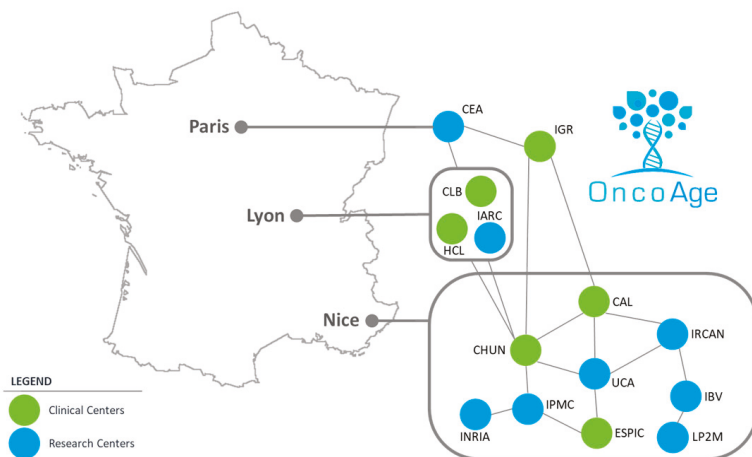 CEA
IGR
Paris
CLB
IARC
HCL
Lyon
OncoAge
Nice
CAL
IRCAN
CHUN
UCA
IBV
IPMC
INRIA
ESPIC
LP2M
LEGEND
Clinical Centers
Research Centers